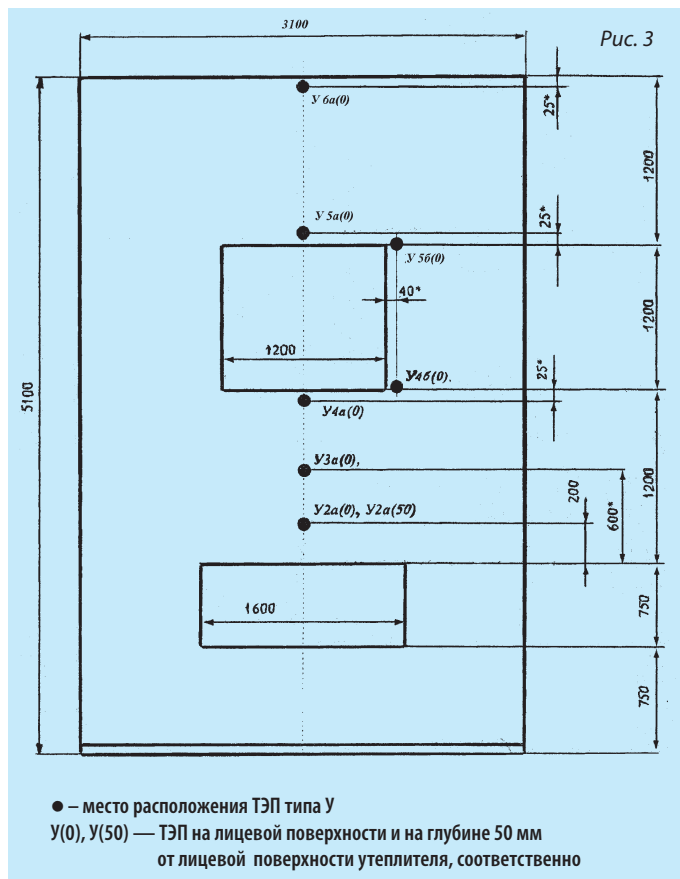 3100
Рис. 3
У 6а(0)
25*
1200
У 5а(0)
25*
У 5б(0)
40*
1200
1200
У4б(0).
25*
5100
У4а(0)
У3а(0),
1200
200
600*
У2а(0), У2а(50)
1600
750
750
● – место расположения ТЭП типа У
У(0), У(50) — ТЭП на лицевой поверхности и на глубине 50 мм
от лицевой поверхности утеплителя, соответственно